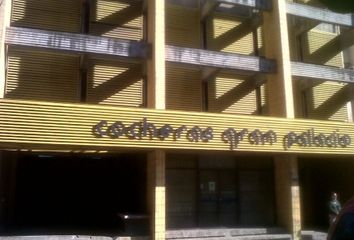 cocheras gran palacio